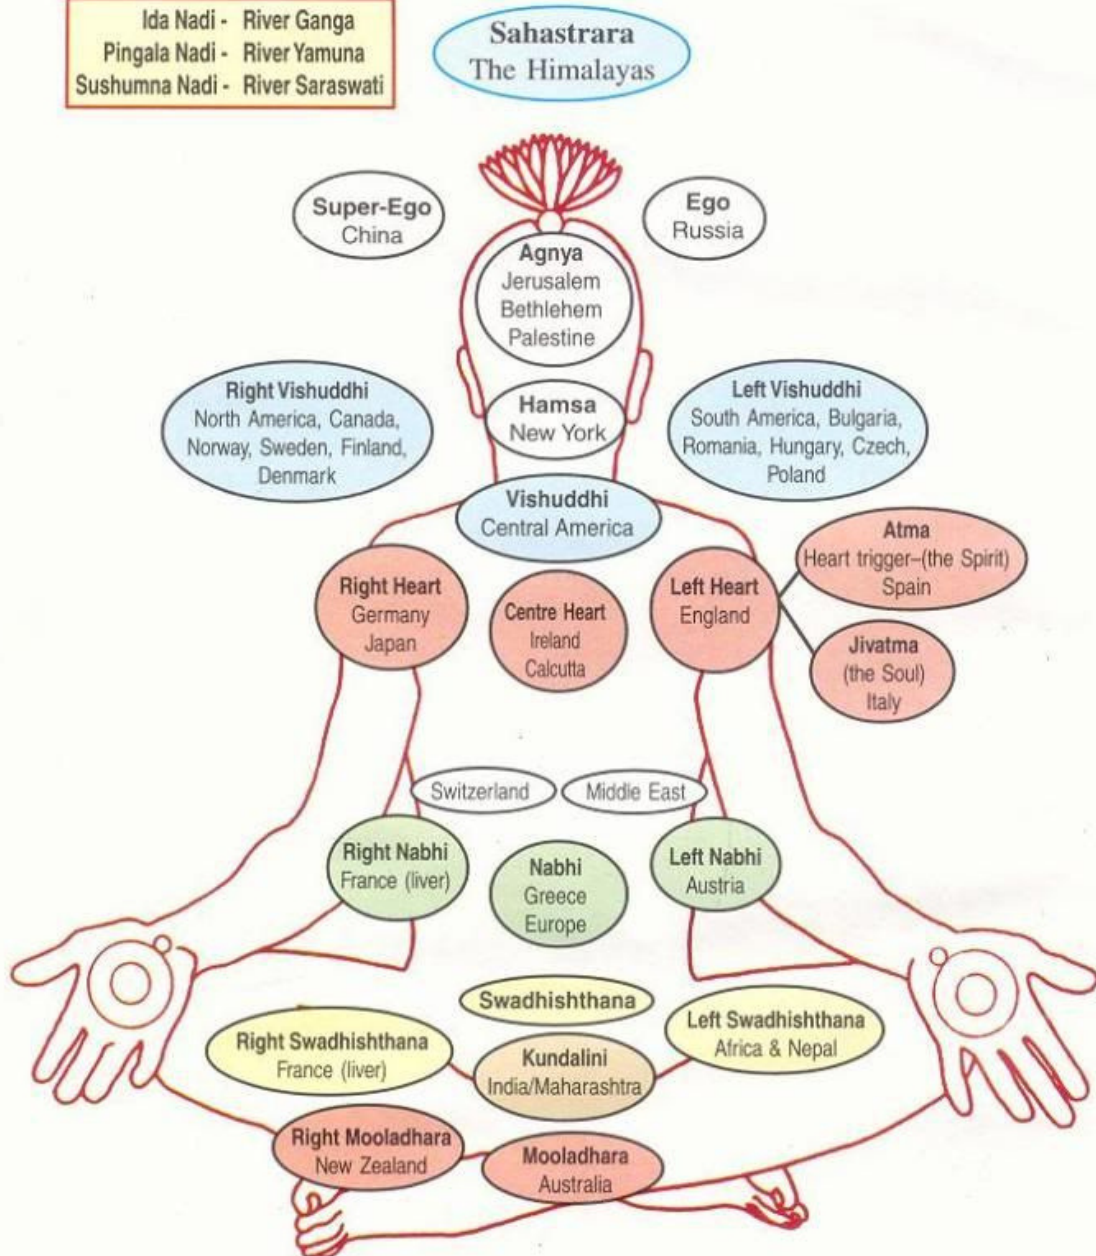 Ida Nadi - River Ganga
Pingala Nadi - River Yamuna
Sushumna Nadi - River Saraswati
Sahastrara
The Himalayas
Super-Ego
China
Ego
Russia
Agnya
Jerusalem
Bethlehem
Palestine
Right Vishuddhi
North America, Canada,
Norway, Sweden, Finland,
Denmark
Hamsa
New York
Left Vishuddhi
South America, Bulgaria,
Romania, Hungary, Czech,
Poland
Vishuddhi
Central America
Atma
Heart trigger–(the Spirit)
Spain
Right Heart
Germany
Japan
Centre Heart
Ireland
Calcutta
Left Heart
England
Jivatma
(the Soul)
Italy
Switzerland
Middle East
Right Nabhi
France (liver)
Nabhi
Greece
Europe
Left Nabhi
Austria
Swadhishthana
Right Swadhishthana
France (liver)
Kundalini
India/Maharashtra
Left Swadhishthana
Africa & Nepal
Right Mooladhara
New Zealand
Mooladhara
Australia